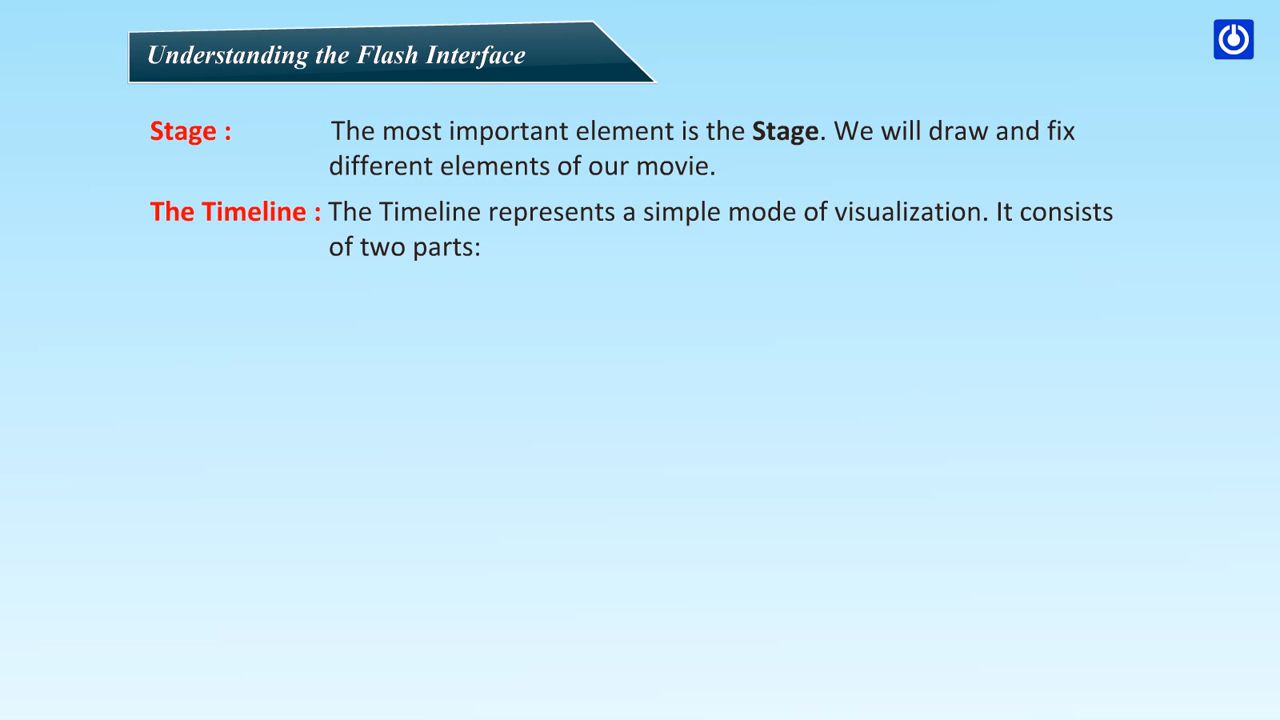 Understanding the Flash Interface
Stage : The most important element is the Stage. We will draw and fix
different elements of our movie.
The Timeline : The Timeline represents a simple mode of visualization. It consists
of two parts: